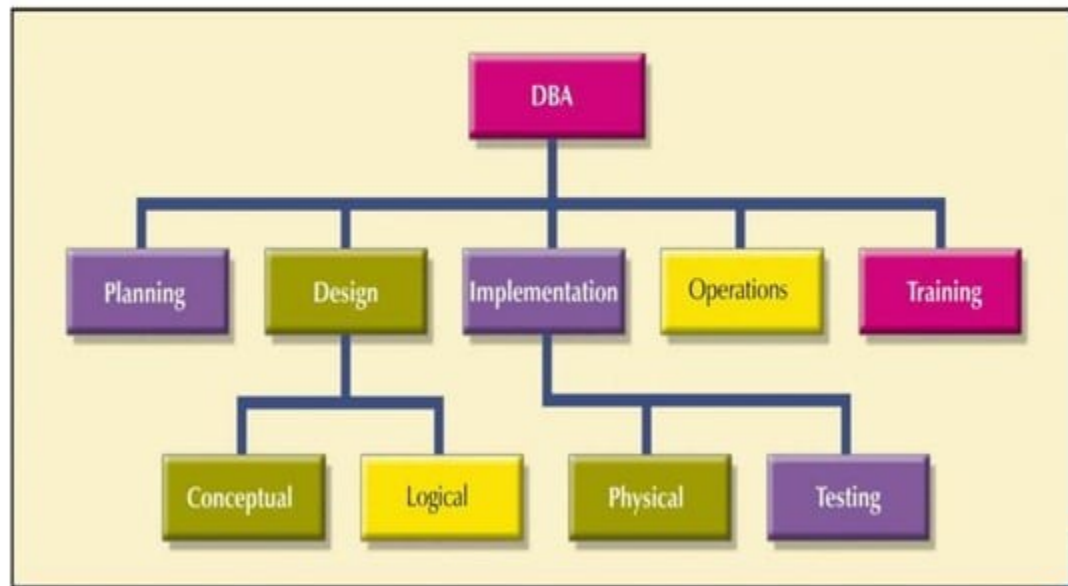 DBA
Planning
Design
Implementation
Operations
Training
Conceptual
Logical
Physical
Testing